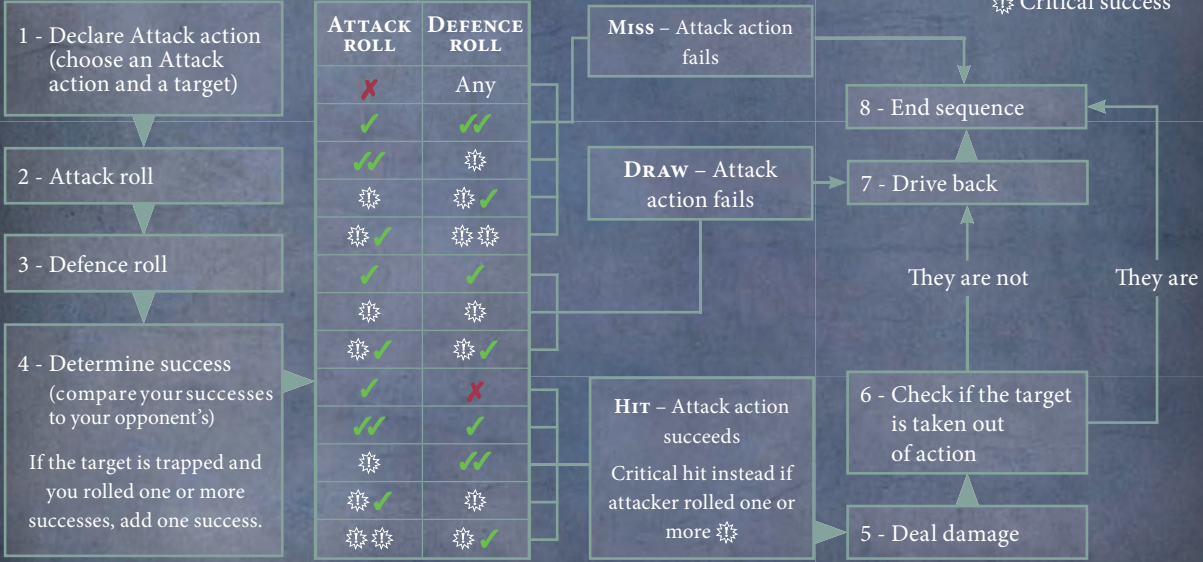 Critical success
1 - Declare Attack action
(choose an Attack
action and a target)
2 - Attack roll
3 - Defence roll
4 - Determine success
(compare your successes
to your opponent's)
If the target is trapped and
you rolled one or more
successes, add one success.
ATTACK ROLL
DEFENCE ROLL
Any
MISS – Attack action
fails
DRAW – Attack
action fails
HIT – Attack action
succeeds
Critical hit instead if
attacker rolled one or
more
8 - End sequence
7 - Drive back
They are not
They are
6 - Check if the target
is taken out
of action
5 - Deal damage